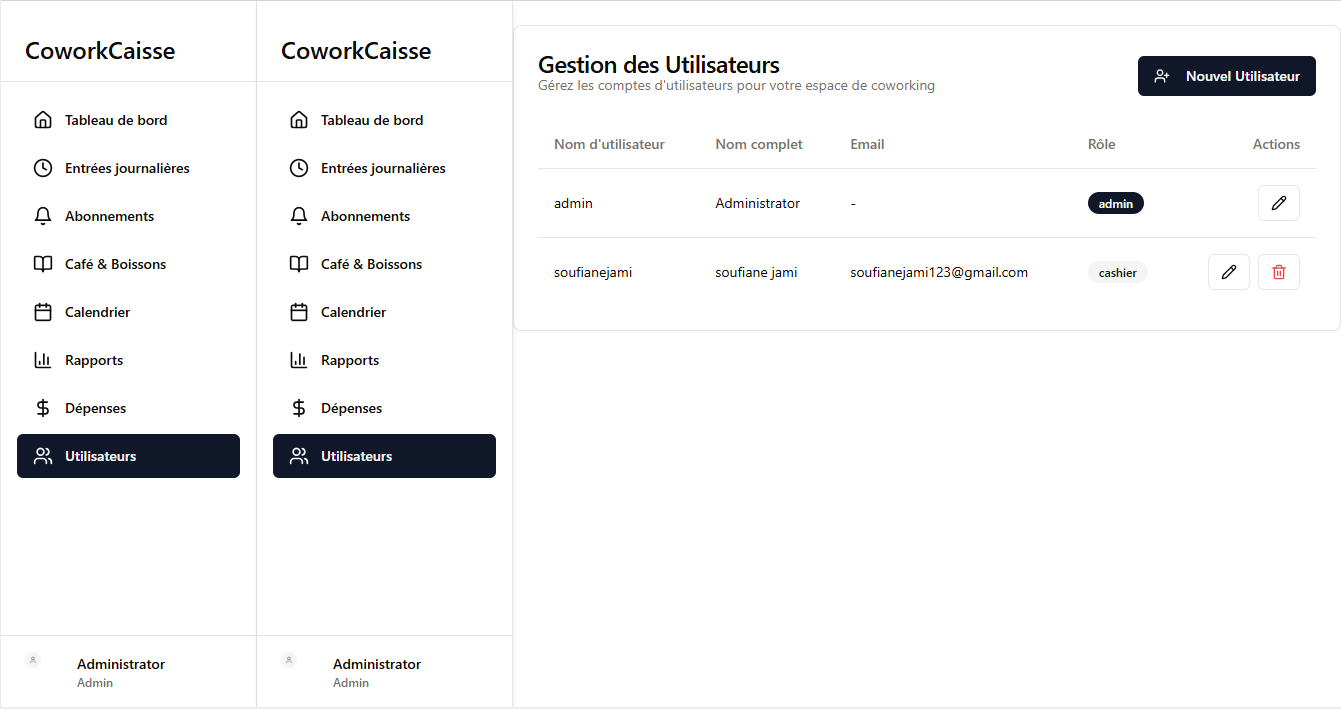 CoworkCaisse
Tableau de bord
Entrées journalières
Abonnements
Café & Boissons
Calendrier
Rapports
Dépenses
Utilisateurs
Administrator
Admin
CoworkCaisse
Tableau de bord
Entrées journalières
Abonnements
Café & Boissons
Calendrier
Rapports
Dépenses
Utilisateurs
Administrator
Admin
Gestion des Utilisateurs
Gérez les comptes d'utilisateurs pour votre espace de coworking
Nouvel Utilisateur
Nom d'utilisateur Nom complet Email Rôle Actions
admin Administrator - admin
soufianejami soufiane jami soufianejami123@gmail.com cashier